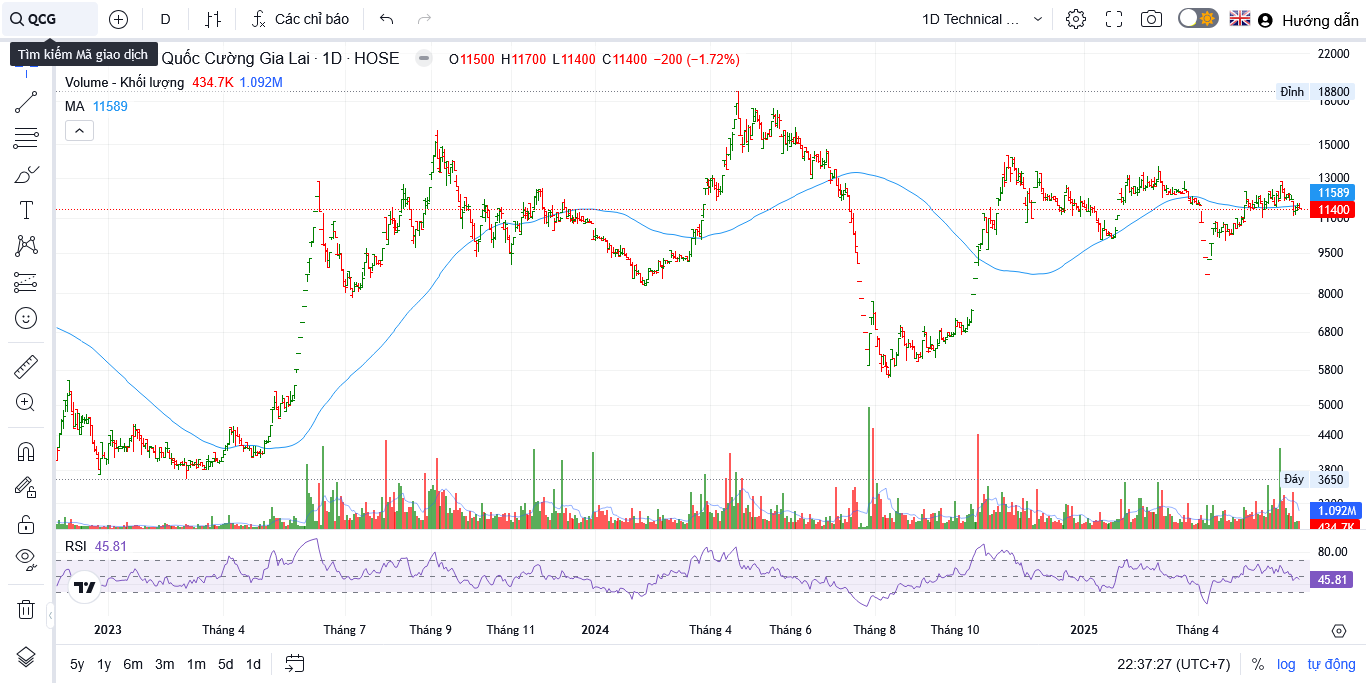 QCG D Các chỉ báo 1D Technical ... Hướng dẫn
Tìm kiếm Mã giao dịch
Quốc Cường Gia Lai · 1D · HOSE O11500 H11700 L11400 C11400 −200 (−1.72%)
Volume - Khối lượng 434.7K 1.092M
MA 11589
22000
Đỉnh 18800
18000
15000
13000
11589
11400
11000
9500
8000
6800
5800
5000
4400
3800
Đáy 3650
1.092M
434.7K
RSI 45.81
80.00
45.81
2023 Tháng 4 Tháng 7 Tháng 9 Tháng 11 2024 Tháng 4 Tháng 6 Tháng 8 Tháng 10 2025 Tháng 4
5y 1y 6m 3m 1m 5d 1d 22:37:27 (UTC+7) % log tự động